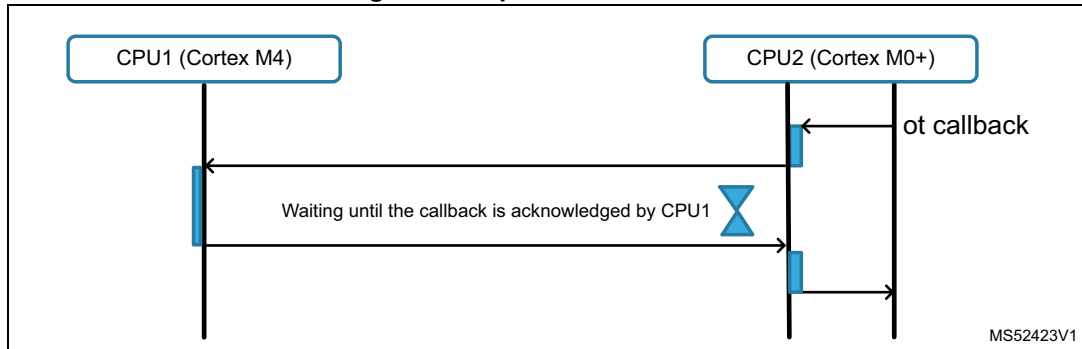 CPU1 (Cortex M4)
CPU2 (Cortex M0+)
ot callback
Waiting until the callback is acknowledged by CPU1
MS52423V1